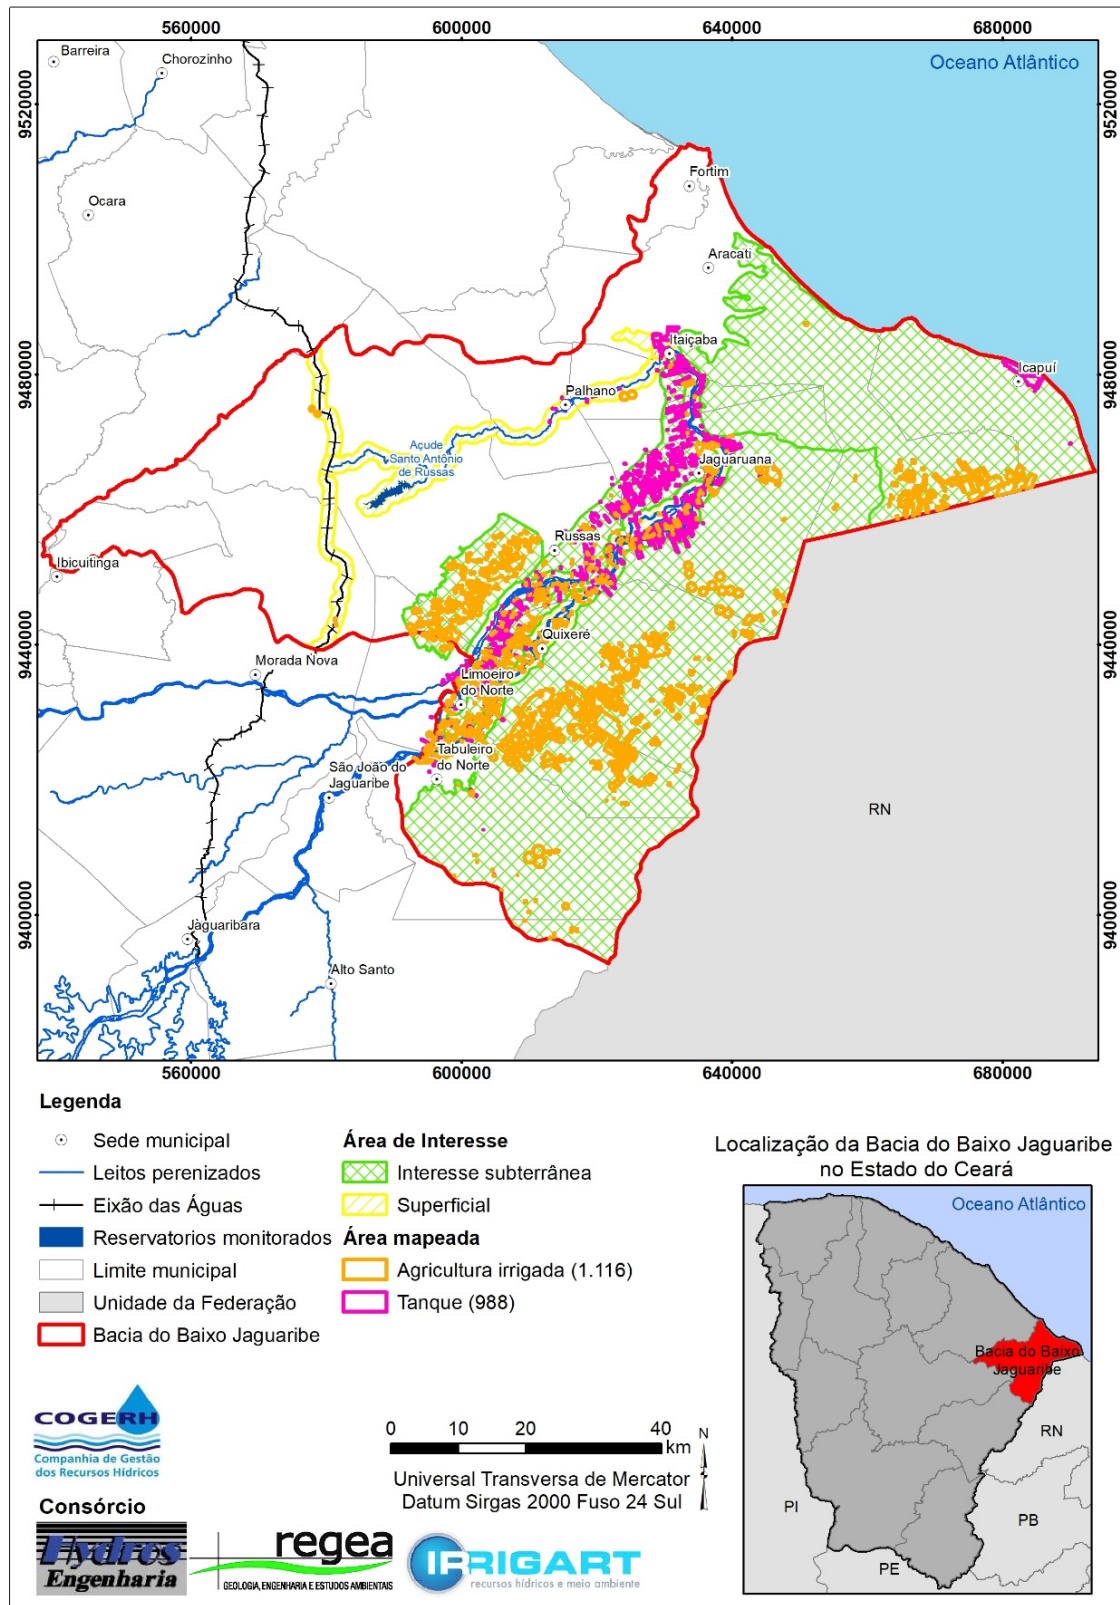 560000
600000
640000
680000
Barreira
Chorozinho
Oceano Atlântico
9520000
9520000
Fortim
Ocara
Aracati
Itaiçaba
Icapuí
9480000
9480000
Palhano
Açude
Santo Antônio
de Russas
Jaguaruana
Russas
Ibicuitinga
Quixeré
9440000
9440000
Morada Nova
Limoeiro
do Norte
Tabuleiro
do Norte
São João do
Jaguaribe
RN
9400000
9400000
Jaguaribara
Alto Santo
560000
600000
640000
680000
Legenda
Sede municipal
Leitos perenizados
Eixão das Águas
Reservatorios monitorados
Limite municipal
Unidade da Federação
Bacia do Baixo Jaguaribe
Área de Interesse
Interesse subterrânea
Superficial
Área mapeada
Agricultura irrigada (1.116)
Tanque (988)
Localização da Bacia do Baixo Jaguaribe
no Estado do Ceará
Oceano Atlântico
Bacia do Baixo
Jaguaribe
RN
PB
PI
PE
COGERH
Companhia de Gestão
dos Recursos Hídricos
0 10 20 40
km
N
Universal Transversa de Mercator
Datum Sirgas 2000 Fuso 24 Sul
Consórcio
Hydros
Engenharia
regea
GEOLOGIA, ENGENHARIA E ESTUDOS AMBIENTAIS
IRRIGART
recursos hídricos e meio ambiente